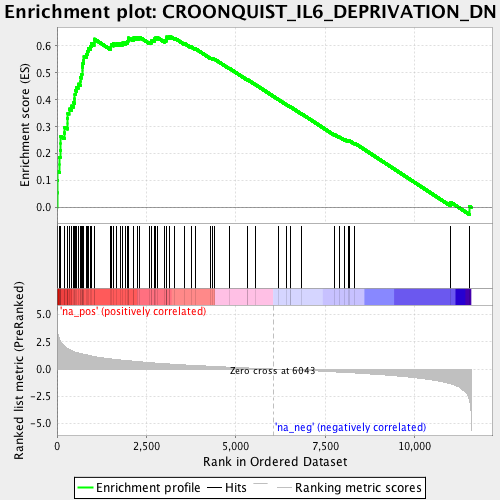 Enrichment plot: CROONQUIST_IL6_DEPRIVATION_DN
Enrichment score (ES)
0.6
0.5
0.4
0.3
0.2
0.1
0.0
'na_pos' (positively correlated)
Ranked list metric (PreRanked)
5.0
2.5
0.0
-2.5
-5.0
Zero cross at 6043
'na_neg' (negatively correlated)
0
2,500
5,000
7,500
10,000
Rank in Ordered Dataset
Enrichment profile
Hits
Ranking metric scores